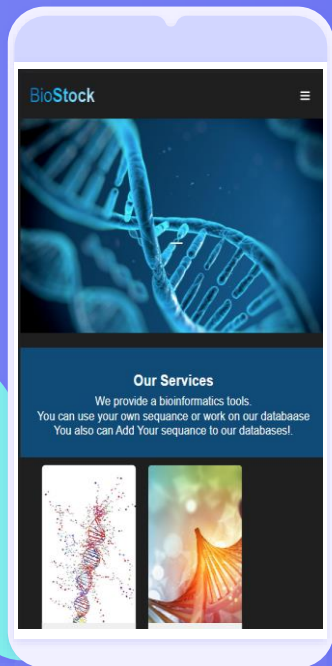 BioStock
Our Services
We provide a bioinformatics tools.
You can use your own sequance or work on our databaase
You also can Add Your sequance to our databases!.